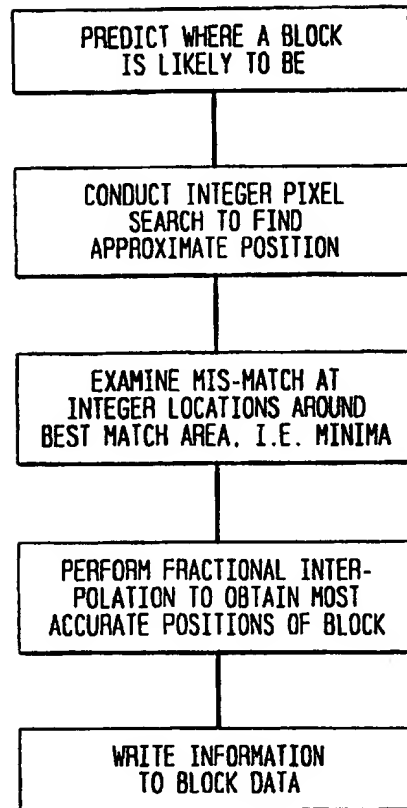 PREDICT WHERE A BLOCK
IS LIKELY TO BE
CONDUCT INTEGER PIXEL
SEARCH TO FIND
APPROXIMATE POSITION
EXAMINE MIS-MATCH AT
INTEGER LOCATIONS AROUND
BEST MATCH AREA. I.E. MINIMA
PERFORM FRACTIONAL INTER-
POLATION TO OBTAIN MOST
ACCURATE POSITIONS OF BLOCK
WRITE INFORMATION
TO BLOCK DATA